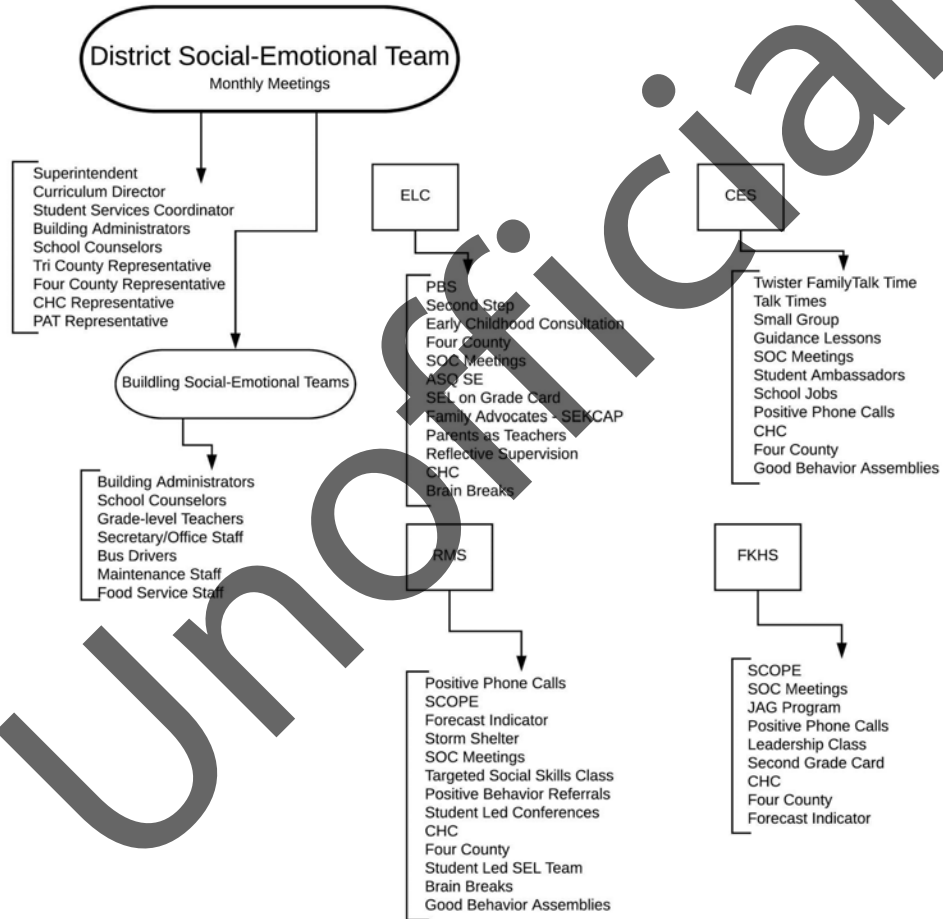 District Social-Emotional Team
Monthly Meetings
Superintendent
Curriculum Director
Student Services Coordinator
Building Administrators
School Counselors
Tri County Representative
Four County Representative
CHC Representative
PAT Representative
Buildling Social-Emotional Teams
Building Administrators
School Counselors
Grade-level Teachers
Secretary/Office Staff
Bus Drivers
Maintenance Staff
Food Service Staff
ELC
PBS
Second Step
Early Childhood Consultation
Four County
SOC Meetings
ASQ SE
SEL on Grade Card
Family Advocates - SEKCAP
Parents as Teachers
Reflective Supervision
CHC
Brain Breaks
CES
Twister FamilyTalk Time
Talk Times
Small Group
Guidance Lessons
SOC Meetings
Student Ambassadors
School Jobs
Positive Phone Calls
CHC
Four County
Good Behavior Assemblies
RMS
Positive Phone Calls
SCOPE
Forecast Indicator
Storm Shelter
SOC Meetings
Targeted Social Skills Class
Positive Behavior Referrals
Student Led Conferences
CHC
Four County
Student Led SEL Team
Brain Breaks
Good Behavior Assemblies
FKHS
SCOPE
SOC Meetings
JAG Program
Positive Phone Calls
Leadership Class
Second Grade Card
CHC
Four County
Forecast Indicator
Unofficial